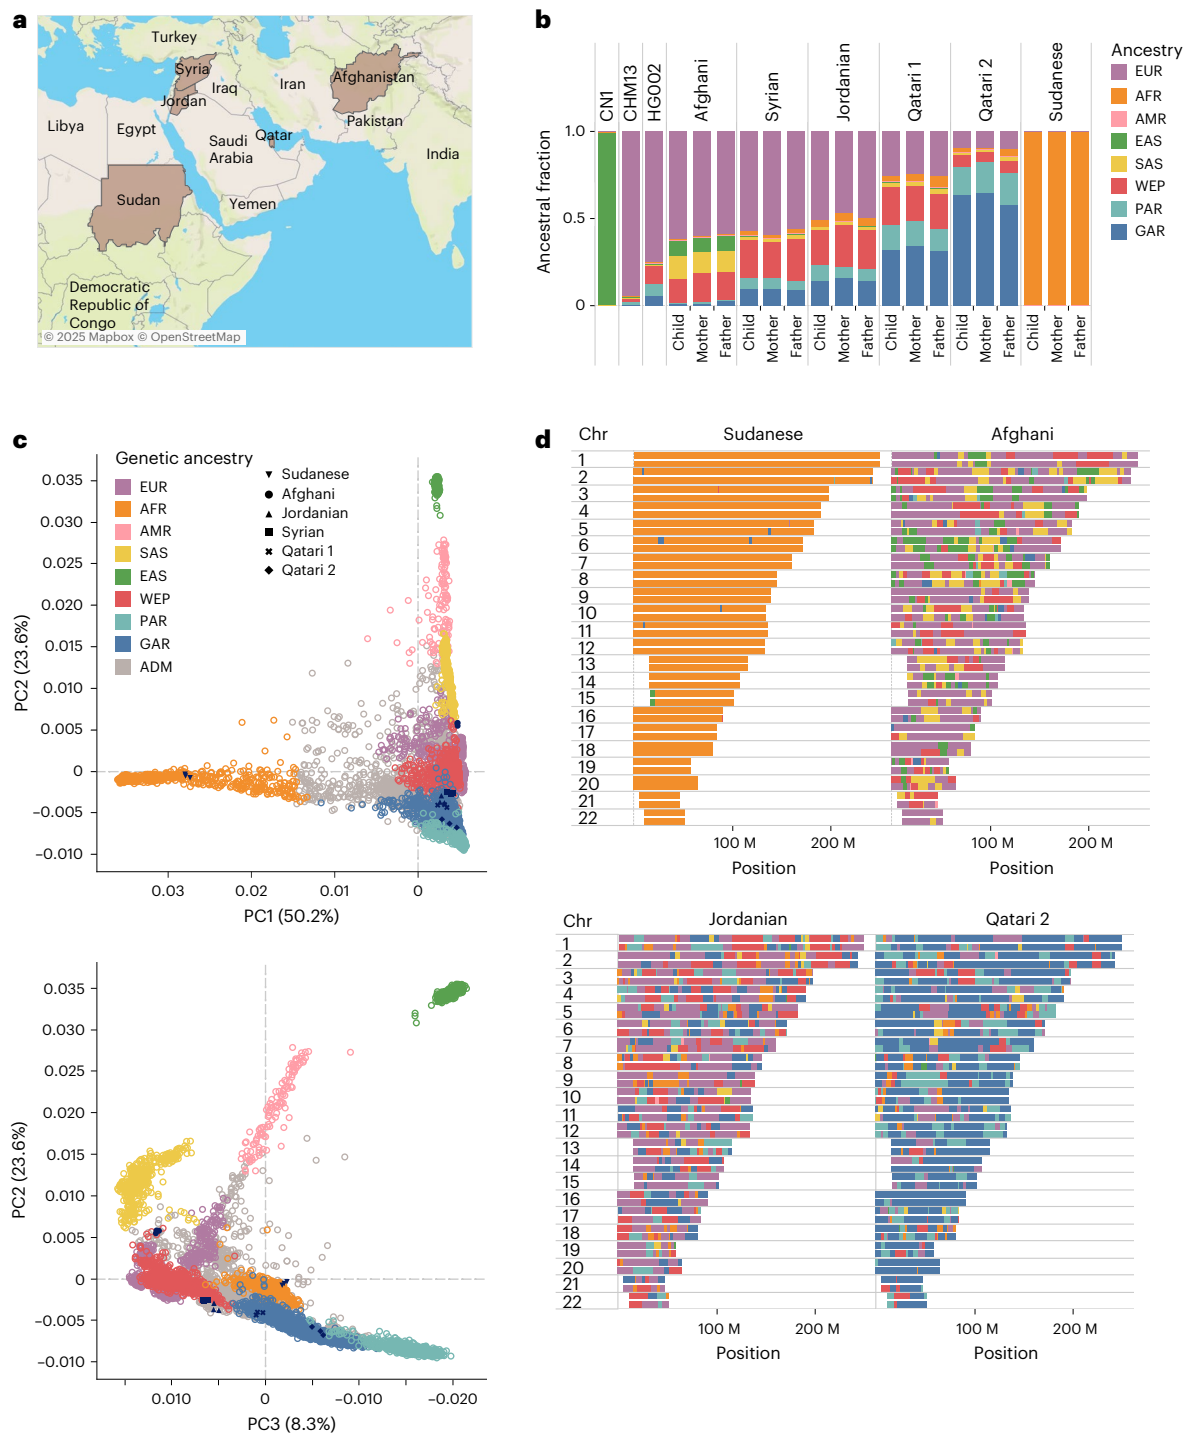 a
Turkey
Syria
Afghanistan
Iran
Iraq
Jordan
Pakistan
Libya
Egypt
Qatar
Saudi
Arabia
India
Sudan
Yemen
Democratic
Republic of
Congo
© 2025 Mapbox © OpenStreetMap
b
CN1
CHM13
HG002
Afghani
Syrian
Jordanian
Qatari 1
Qatari 2
Sudanese
Ancestral fraction
1.0
0.5
0
Child
Mother
Father
Child
Mother
Father
Child
Mother
Father
Child
Mother
Father
Child
Mother
Father
Child
Mother
Father
Ancestry
EUR
AFR
AMR
EAS
SAS
WEP
PAR
GAR
c
Genetic ancestry
EUR
AFR
AMR
SAS
EAS
WEP
PAR
GAR
ADM
Sudanese
Afghani
Jordanian
Syrian
Qatari 1
Qatari 2
PC2 (23.6%)
0.035
0.030
0.025
0.020
0.015
0.010
0.005
0
−0.005
−0.010
0.03
0.02
0.01
0
PC1 (50.2%)
PC2 (23.6%)
0.035
0.030
0.025
0.020
0.015
0.010
0.005
0
−0.005
−0.010
0.010
0
−0.010
−0.020
PC3 (8.3%)
d
Chr
Sudanese
Afghani
1
2
3
4
5
6
7
8
9
10
11
12
13
14
15
16
17
18
19
20
21
22
100 M
200 M
100 M
200 M
Position
Position
Chr
Jordanian
Qatari 2
1
2
3
4
5
6
7
8
9
10
11
12
13
14
15
16
17
18
19
20
21
22
100 M
200 M
100 M
200 M
Position
Position